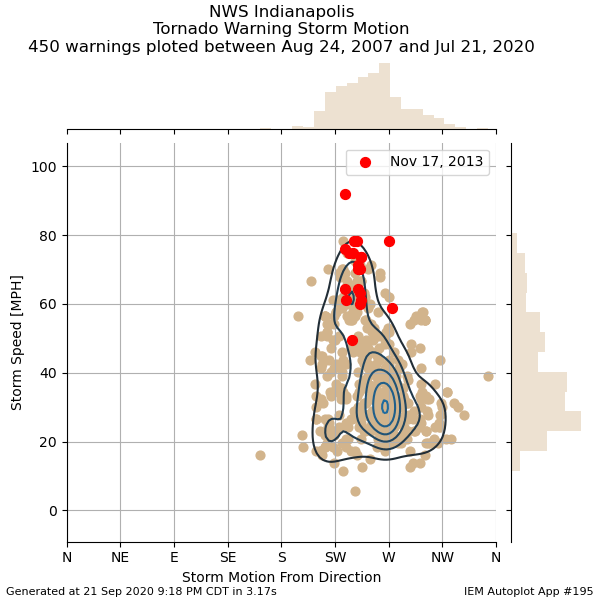 NWS Indianapolis
Tornado Warning Storm Motion
450 warnings ploted between Aug 24, 2007 and Jul 21, 2020
Nov 17, 2013
100
80
60
40
20
0
Storm Speed [MPH]
N NE E SE S SW W NW N
Storm Motion From Direction
Generated at 21 Sep 2020 9:18 PM CDT in 3.17s
IEM Autoplot App #195